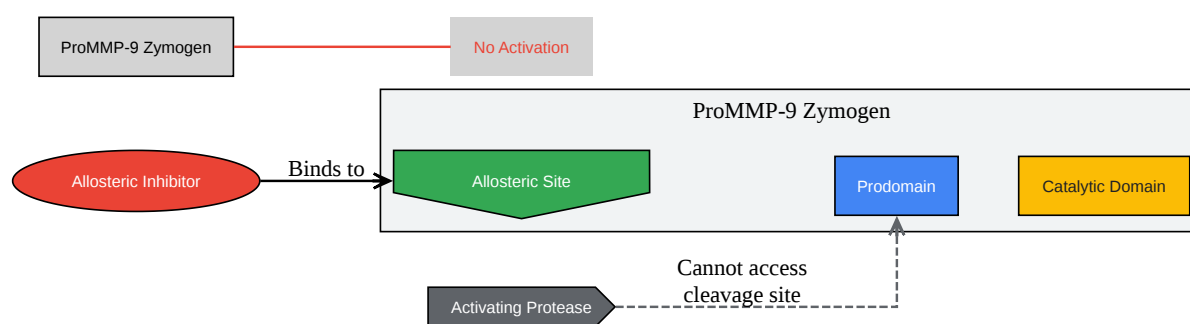 ProMMP-9 Zymogen
No Activation
ProMMP-9 Zymogen
Allosteric Inhibitor
Binds to
Allosteric Site
Prodomain
Catalytic Domain
Cannot access
cleavage site
Activating Protease